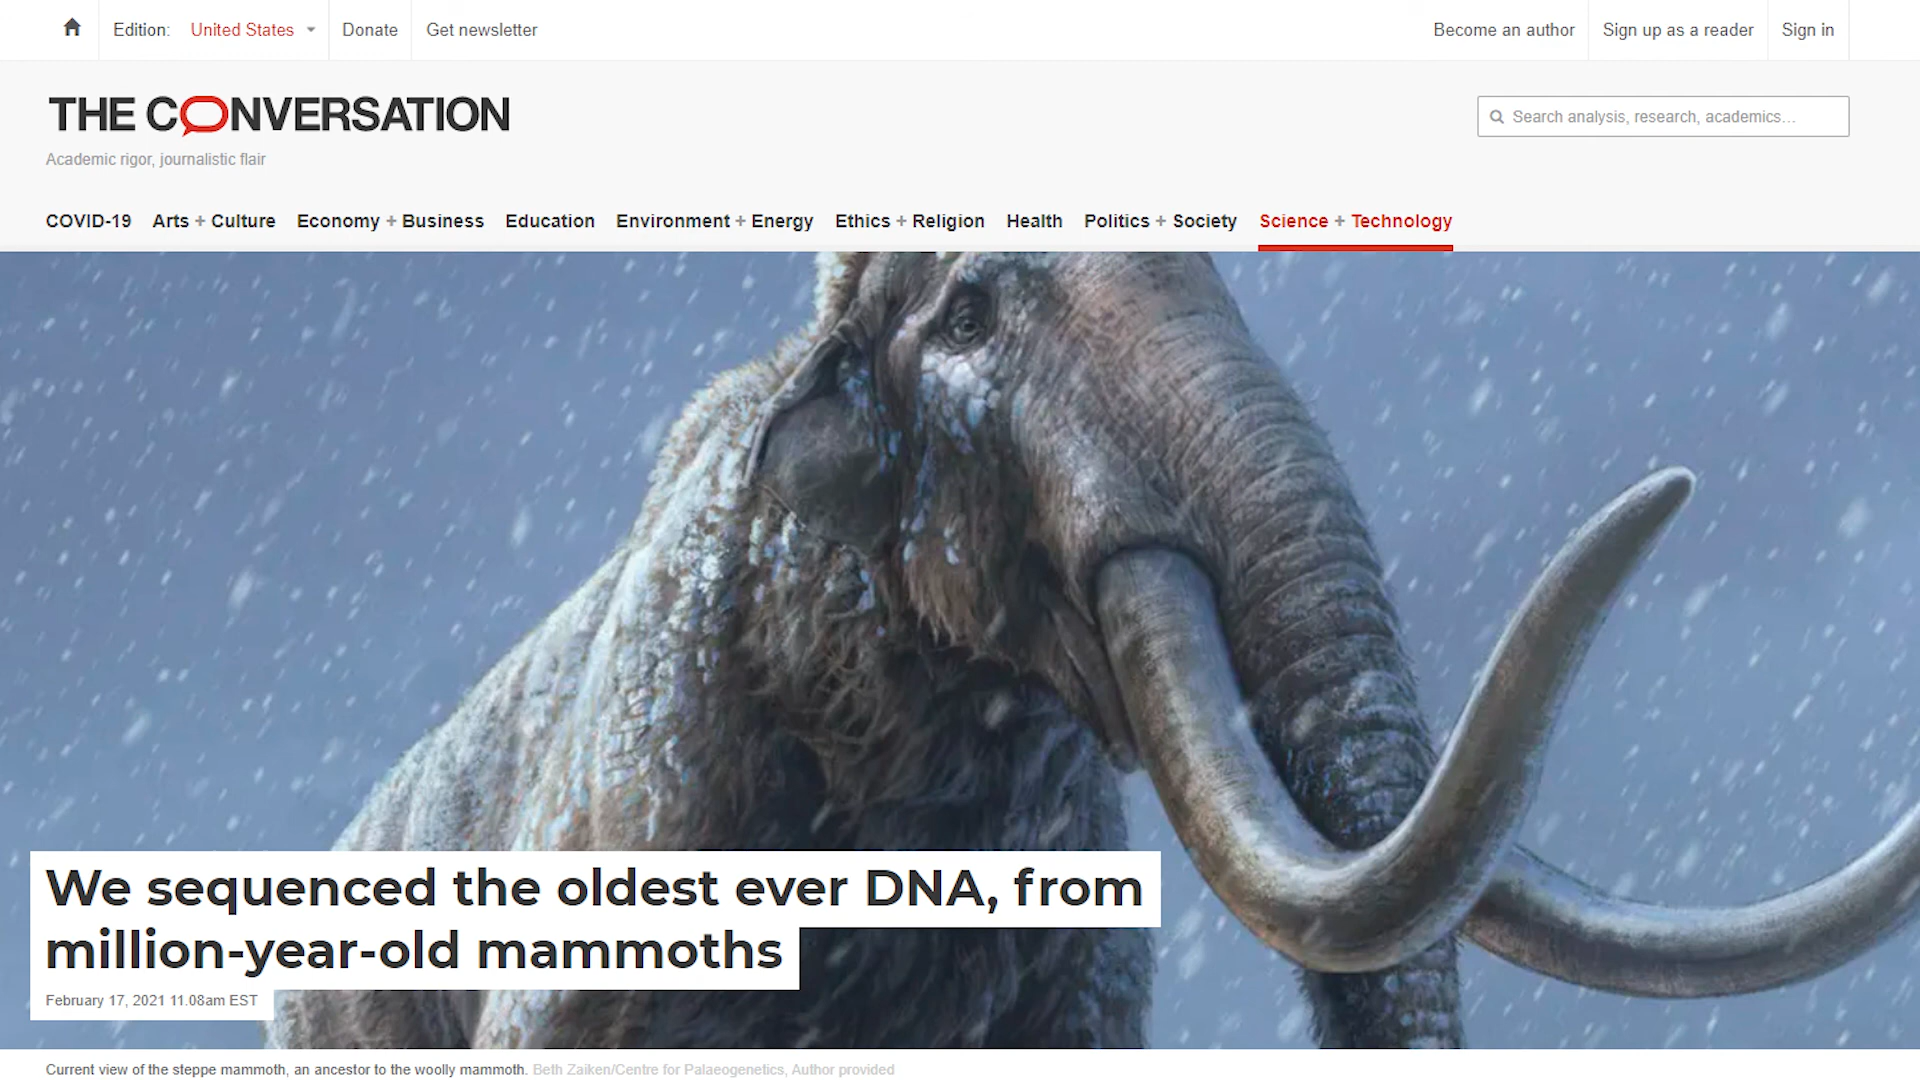 Edition: United States Donate Get newsletter Become an author Sign up as a reader Sign in
THE CONVERSATION
Search analysis, research, academics...
Academic rigor, journalistic flair
COVID-19 Arts + Culture Economy + Business Education Environment + Energy Ethics + Religion Health Politics + Society Science + Technology
We sequenced the oldest ever DNA, from
million-year-old mammoths
February 17, 2021 11.08am EST
Current view of the steppe mammoth, an ancestor to the woolly mammoth. Beth Zaiken/Centre for Palaeogenetics, Author provided